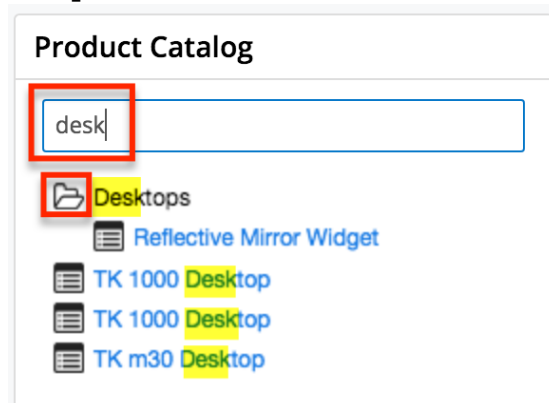 Product Catalog
desk
Desktops
Reflective Mirror Widget
TK 1000 Desktop
TK 1000 Desktop
TK m30 Desktop